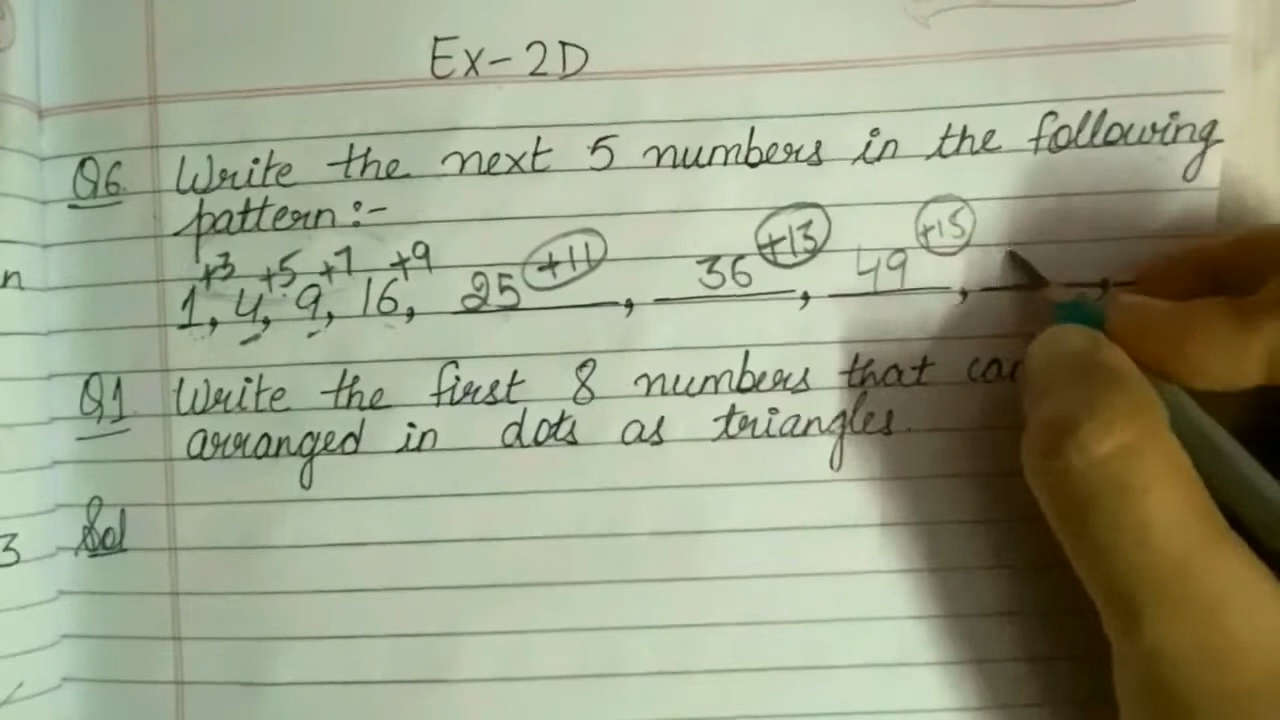 Ex-2D
Q6 Write the next 5 numbers in the following
pattern:-
+3 +5 +7 +9 +11 +13 +15
1, 4, 9, 16, 25, 36, 49,
Q1 Write the first 8 numbers that
arranged in dots as triangles.
Sol
n
3